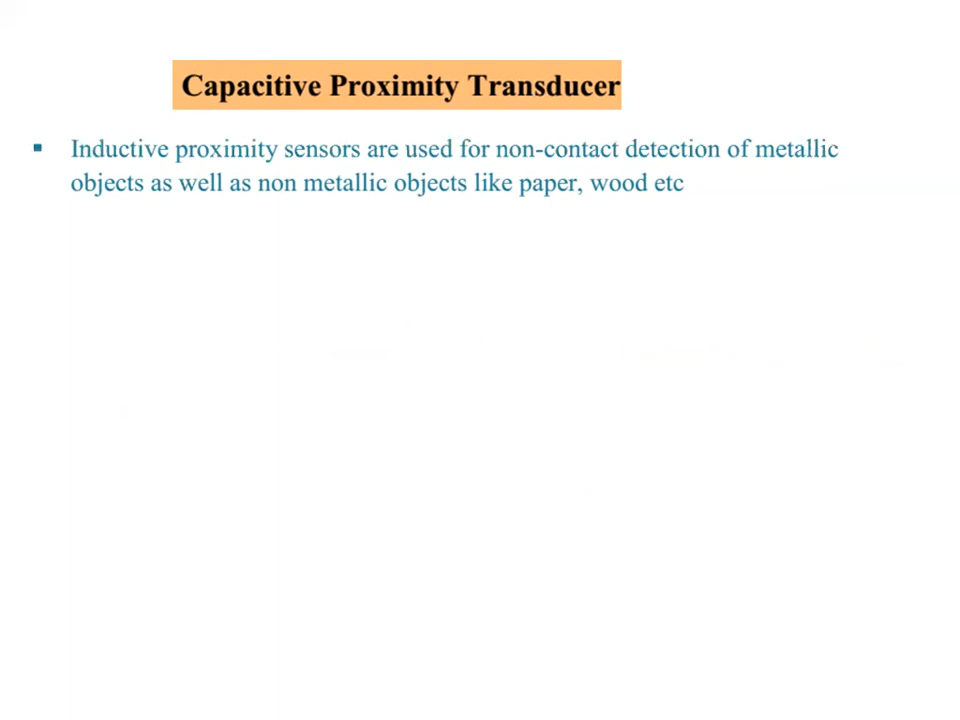 Capacitive Proximity Transducer
▪ Inductive proximity sensors are used for non-contact detection of metallic
objects as well as non metallic objects like paper, wood etc